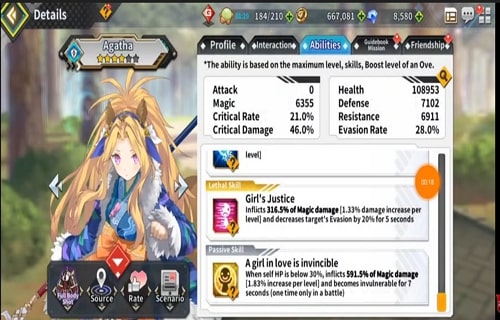 Details
184/210
667,081
8,580
Agatha
Profile
Interaction
Abilities
Guidebook
Mission
Friendship
*The ability is based on the maximum level, skills, Boost level of an Ove.
Attack 0
Magic 6355
Critical Rate 21.0%
Critical Damage 46.0%
Health 108953
Defense 7102
Resistance 6911
Evasion Rate 28.0%
level]
Lethal Skill
Girl's Justice
Inflicts 316.5% of Magic damage [1.33% damage increase per
level] and decreases target's Evasion by 20% for 5 seconds
00:18
Passive Skill
A girl in love is invincible
When self HP is below 30%, inflicts 591.5% of Magic damage
[1.83% increase per level] and becomes invulnerable for 7
seconds (one time only in a battle)
Full Body
Shot
Source
Rate
Scenario